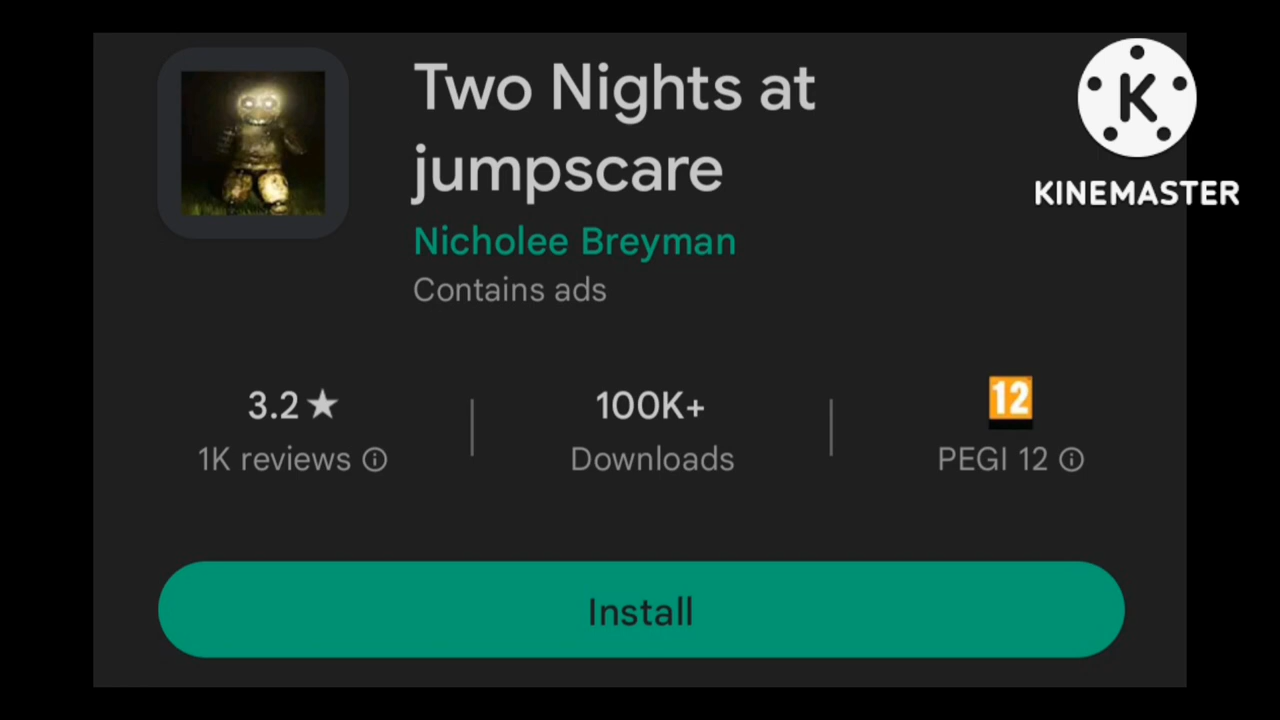 Two Nights at
jumpscare
Nicholee Breyman
Contains ads
K
KINEMASTER
3.2★
1K reviews
100K+
Downloads
12
PEGI 12
Install